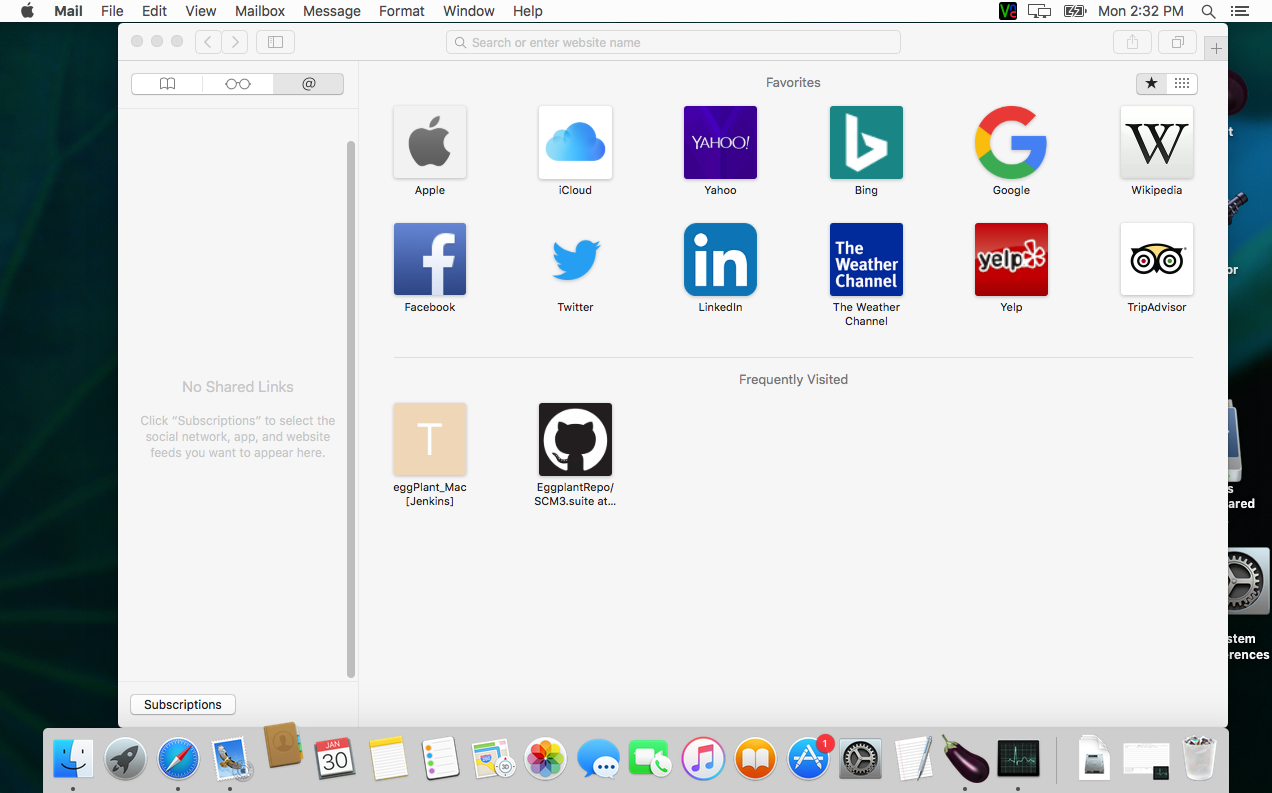 Mail File Edit View Mailbox Message Format Window Help Mon 2:32 PM
Search or enter website name
@
Favorites
Apple iCloud Yahoo Bing Google Wikipedia
YAHOO!
W
Facebook Twitter LinkedIn The Weather Channel Yelp TripAdvisor
f
in
The
Weather
Channel
yelp
No Shared Links
Click “Subscriptions” to select the
social network, app, and website
feeds you want to appear here.
Frequently Visited
T
eggPlant_Mac
[Jenkins]
EggplantRepo/
SCM3.suite at...
Subscriptions
JAN
30
3D
1